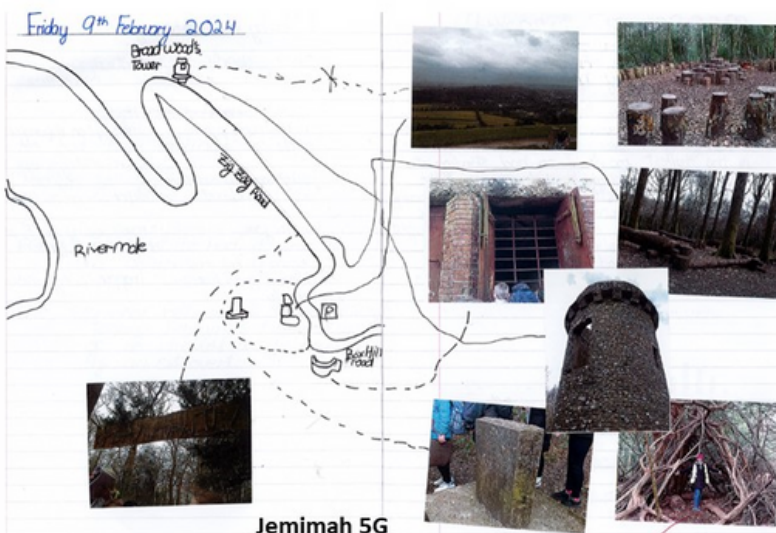 Friday 9th February 2024
Broadwood's
Tower
Zig Zag Road
River mole
P
Box Hill
road
Jemimah 5G